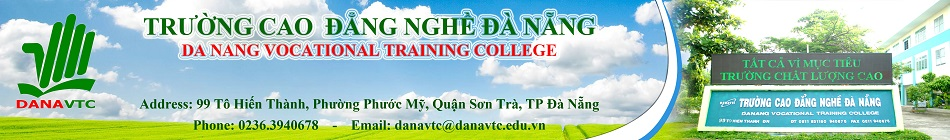 TRƯỜNG CAO ĐẲNG NGHỀ ĐÀ NẴNG
DA NANG VOCATIONAL TRAINING COLLEGE
DANAVTC
Address: 99 Tô Hiến Thành, Phường Phước Mỹ, Quận Sơn Trà, TP Đà Nẵng
Phone: 0236.3940678 Email: danavtc@danavtc.edu.vn
TẤT CẢ VÌ MỤC TIÊU
TRƯỜNG CHẤT LƯỢNG CAO
TRƯỜNG CAO ĐẲNG NGHỀ ĐÀ NẴNG
DANANG VOCATIONAL TRAINING COLLEGE